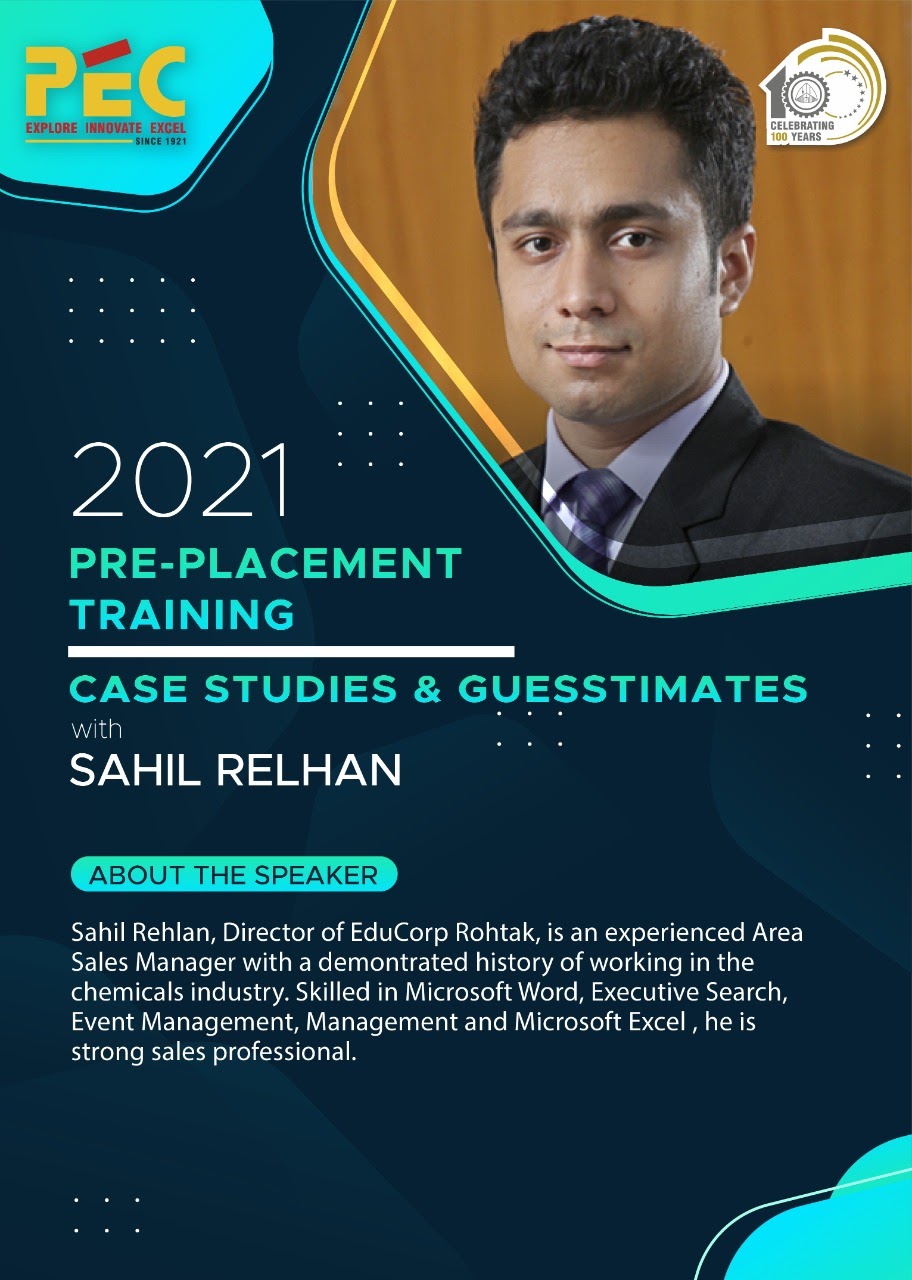 PEC
EXPLORE INNOVATE EXCEL
SINCE 1921
10
CELEBRATING
100 YEARS
2021
PRE-PLACEMENT
TRAINING
CASE STUDIES & GUESSTIMATES
with
SAHIL RELHAN
ABOUT THE SPEAKER
Sahil Rehlan, Director of EduCorp Rohtak, is an experienced Area
Sales Manager with a demontrated history of working in the
chemicals industry. Skilled in Microsoft Word, Executive Search,
Event Management, Management and Microsoft Excel , he is
strong sales professional.